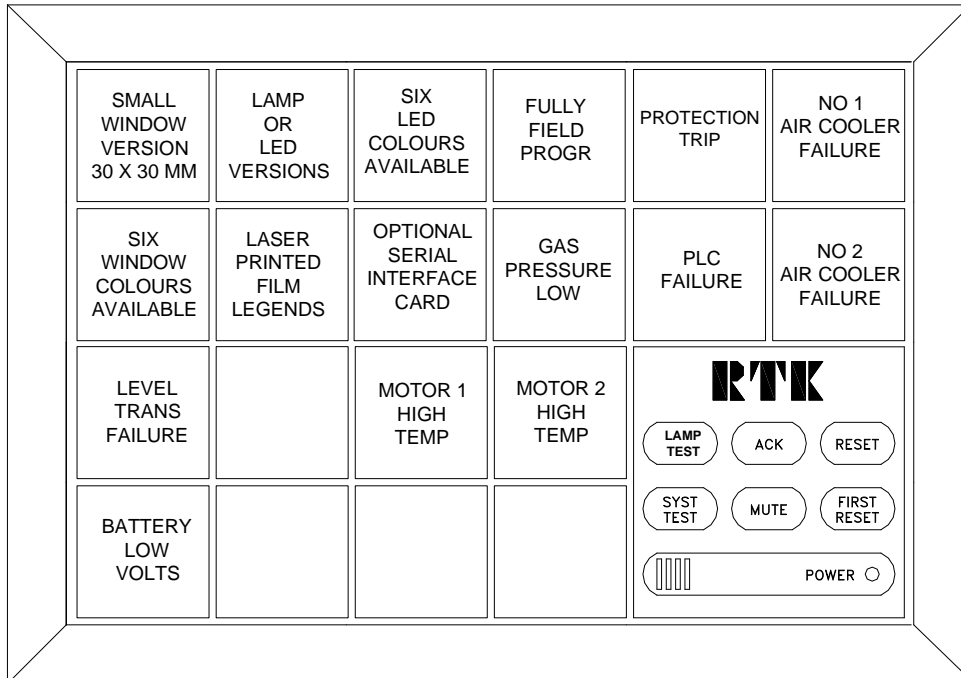 SMALL
WINDOW
VERSION
30 X 30 MM
LAMP
OR
LED
VERSIONS
SIX
LED
COLOURS
AVAILABLE
FULLY
FIELD
PROGR
PROTECTION
TRIP
NO 1
AIR COOLER
FAILURE
SIX
WINDOW
COLOURS
AVAILABLE
LASER
PRINTED
FILM
LEGENDS
OPTIONAL
SERIAL
INTERFACE
CARD
GAS
PRESSURE
LOW
PLC
FAILURE
NO 2
AIR COOLER
FAILURE
LEVEL
TRANS
FAILURE
MOTOR 1
HIGH
TEMP
MOTOR 2
HIGH
TEMP
RTK
LAMP
TEST
ACK
RESET
SYST
TEST
MUTE
FIRST
RESET
POWER
BATTERY
LOW
VOLTS